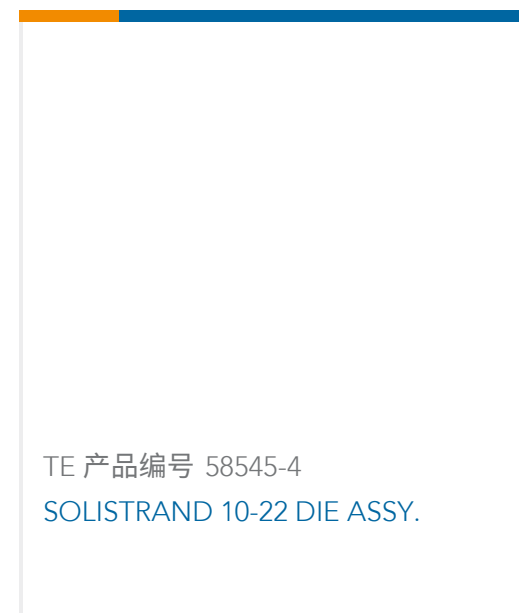 TE 产品编号 58545-4
SOLISTRAND 10-22 DIE ASSY.